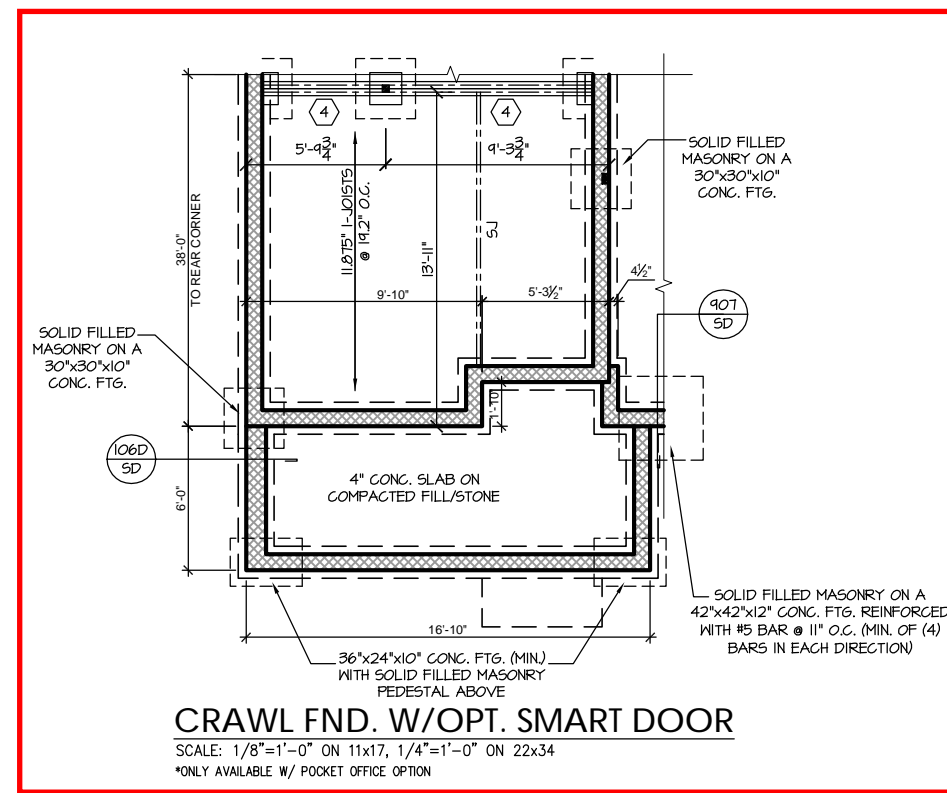 4
4
5'-9 3/4"
9'-3 3/4"
SOLID FILLED
MASONRY ON A
30"x30"x10"
CONC. FTG.
11.875" I-JOISTS
@ 19.2" O.C.
13'-11"
SJ
38'-0"
TO REAR CORNER
9'-10"
5'-3 1/2"
4 1/2"
907
SD
SOLID FILLED
MASONRY ON A
30"x30"x10"
CONC. FTG.
1'-10"
106D
SD
4" CONC. SLAB ON
COMPACTED FILL/STONE
6'-0"
SOLID FILLED MASONRY ON A
42"x42"x12" CONC. FTG. REINFORCED
WITH #5 BAR @ 11" O.C. (MIN. OF (4)
BARS IN EACH DIRECTION)
16'-10"
36"x24"x10" CONC. FTG. (MIN.)
WITH SOLID FILLED MASONRY
PEDESTAL ABOVE
CRAWL FND. W/OPT. SMART DOOR
SCALE: 1/8"=1'-0" ON 11x17, 1/4"=1'-0" ON 22x34
*ONLY AVAILABLE W/ POCKET OFFICE OPTION